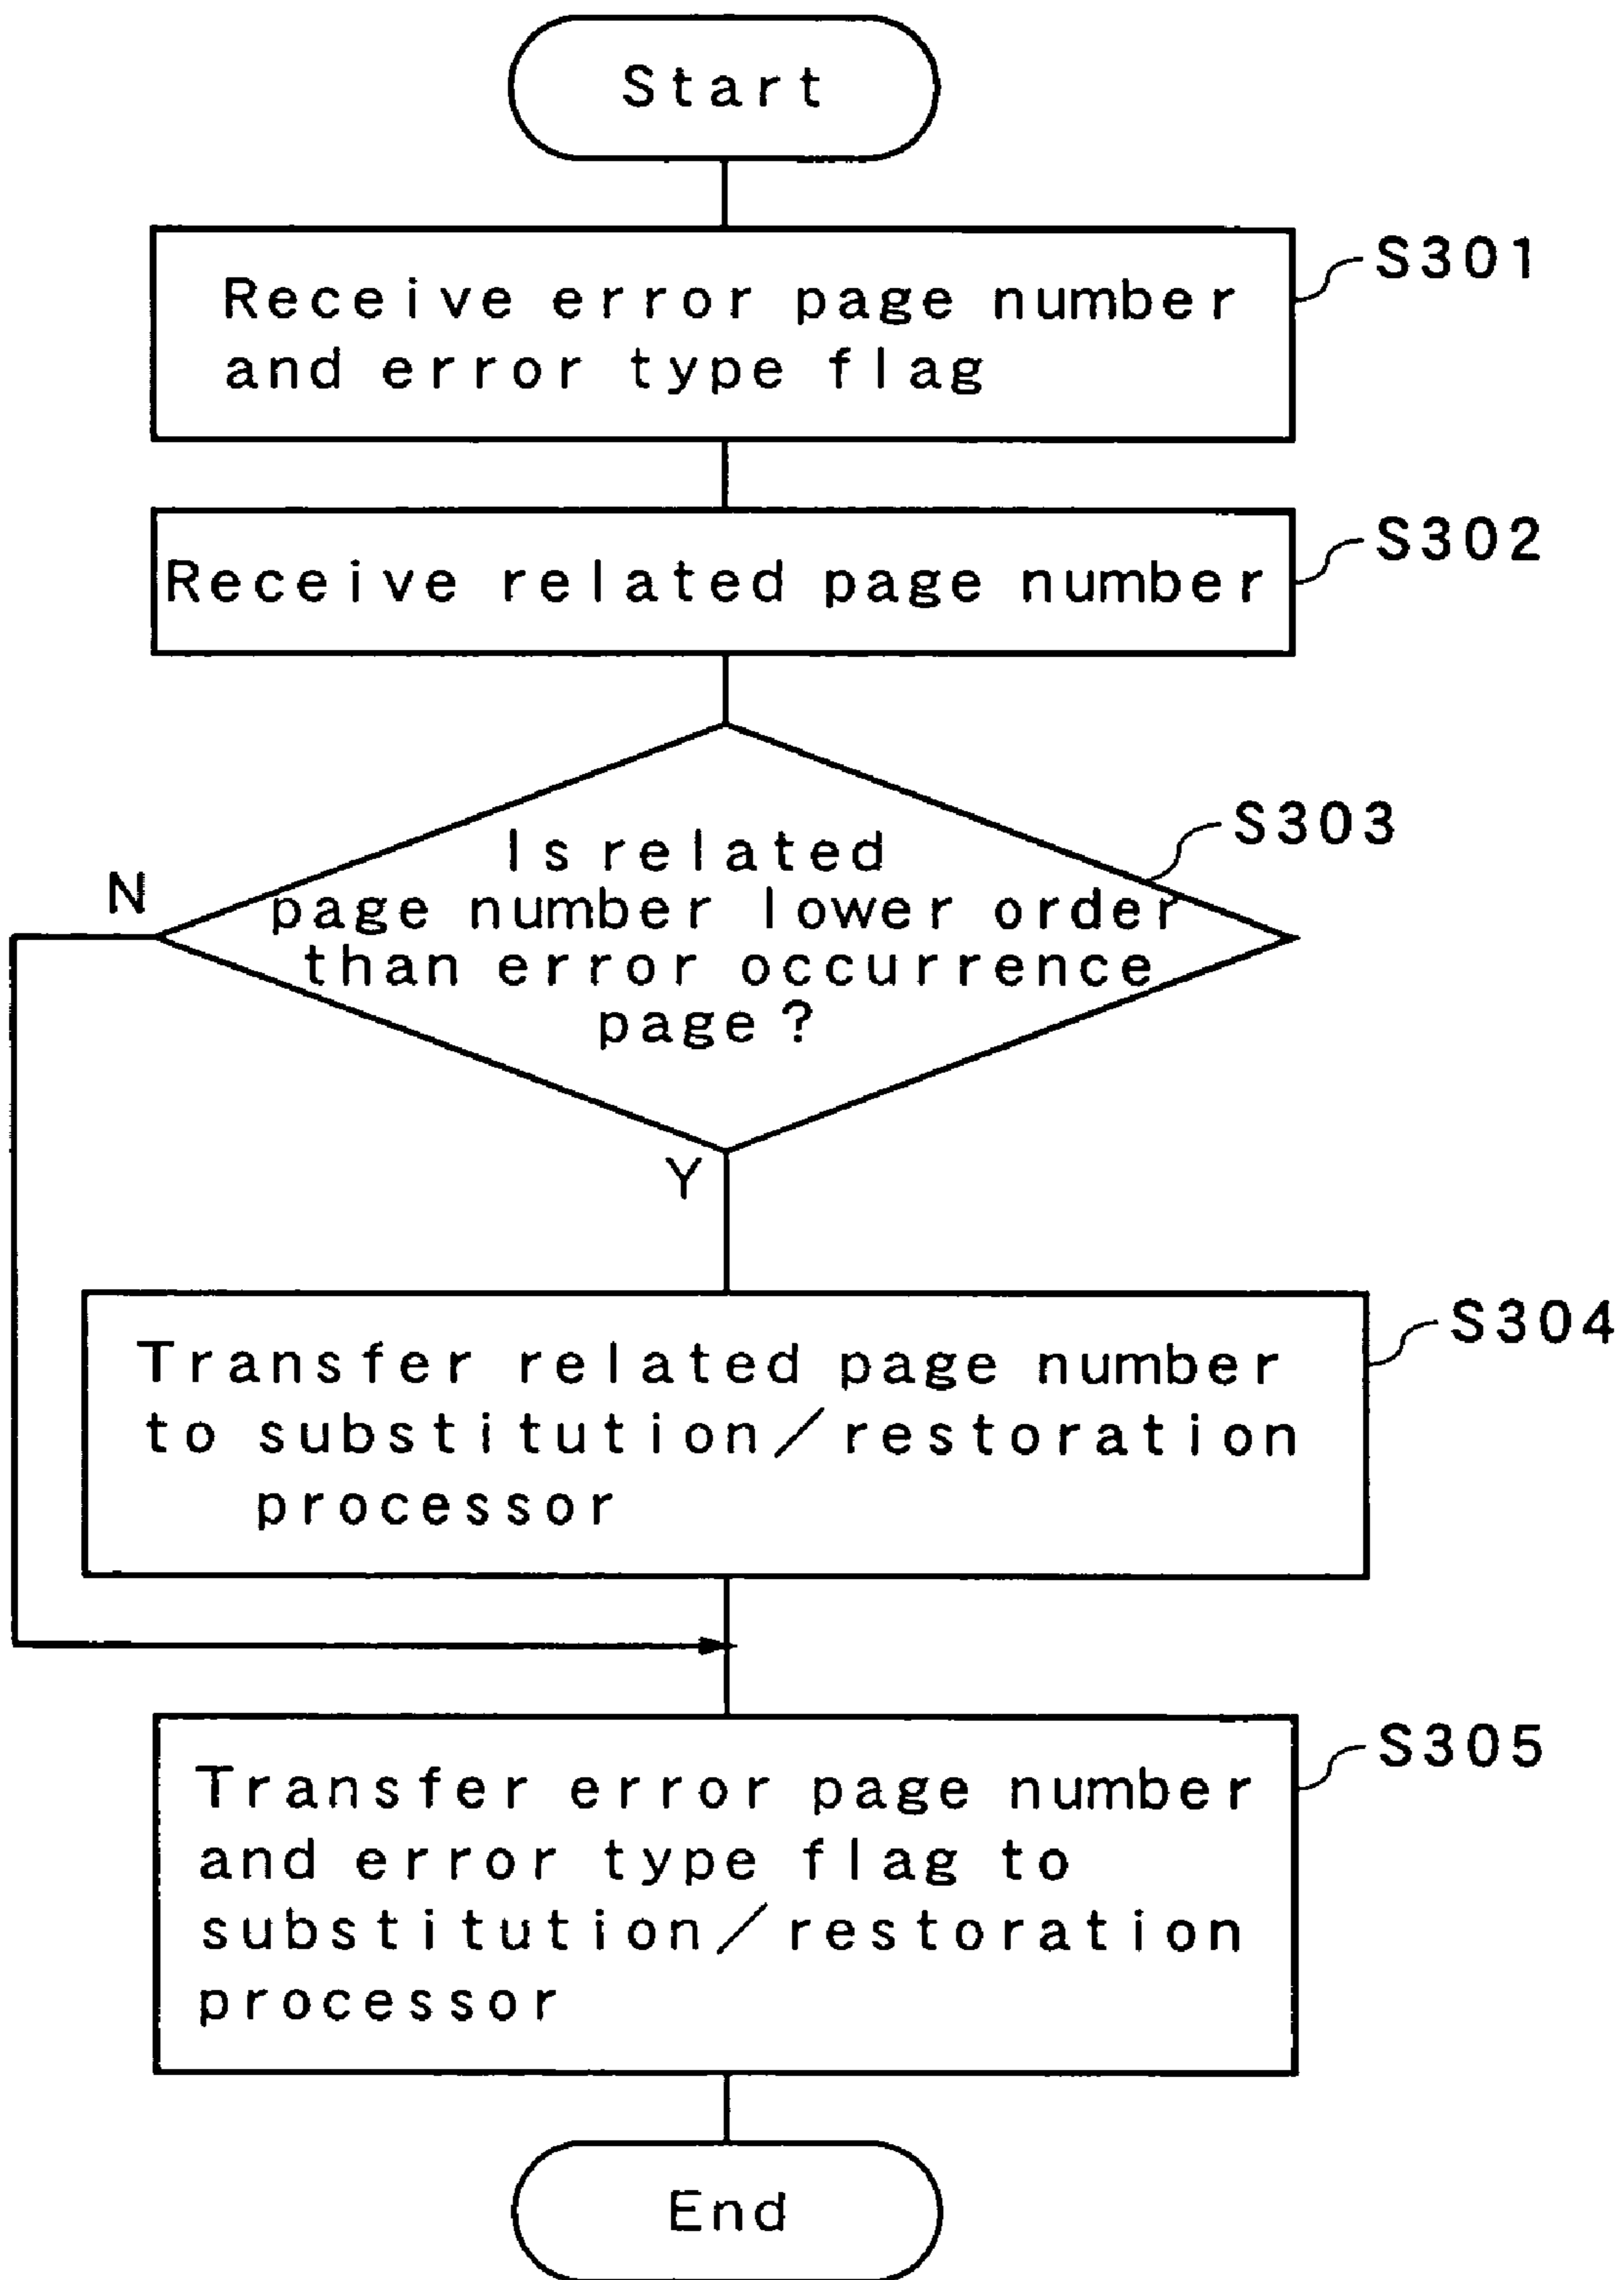 Start
S301
Receive error page number
and error type flag
S302
Receive related page number
S303
Is related
page number lower order
than error occurrence
page?
N
Y
S304
Transfer related page number
to substitution/restoration
processor
S305
Transfer error page number
and error type flag to
substitution/restoration
processor
End